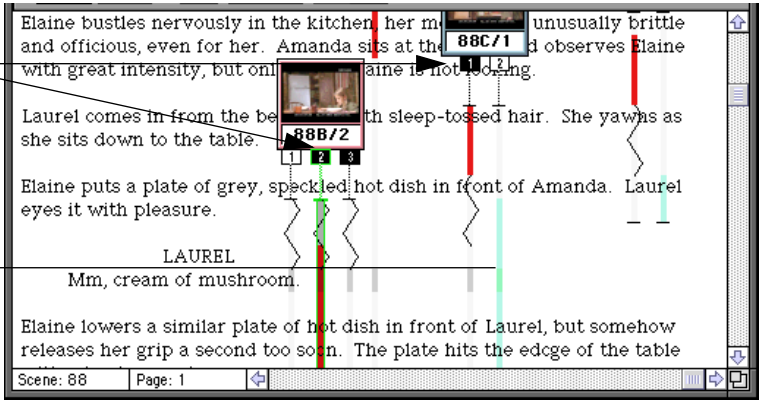 Elaine bustles nervously in the kitchen, her unusually brittle
and officious, even for her. Amanda sits at the observes Elaine
88C/1
with great intensity, but not looking.
1 2
Laurel comes in from the sleep-tossed hair. She yawns as
she sits down to the table.
88B/2
1 2 3
Elaine puts a plate of grey, speckled hot dish in front of Amanda. Laurel
eyes it with pleasure.
LAUREL
Mm, cream of mushroom.
Elaine lowers a similar plate of hot dish in front of Laurel, but somehow
releases her grip a second too soon. The plate hits the edcge of the table
Scene: 88
Page: 1